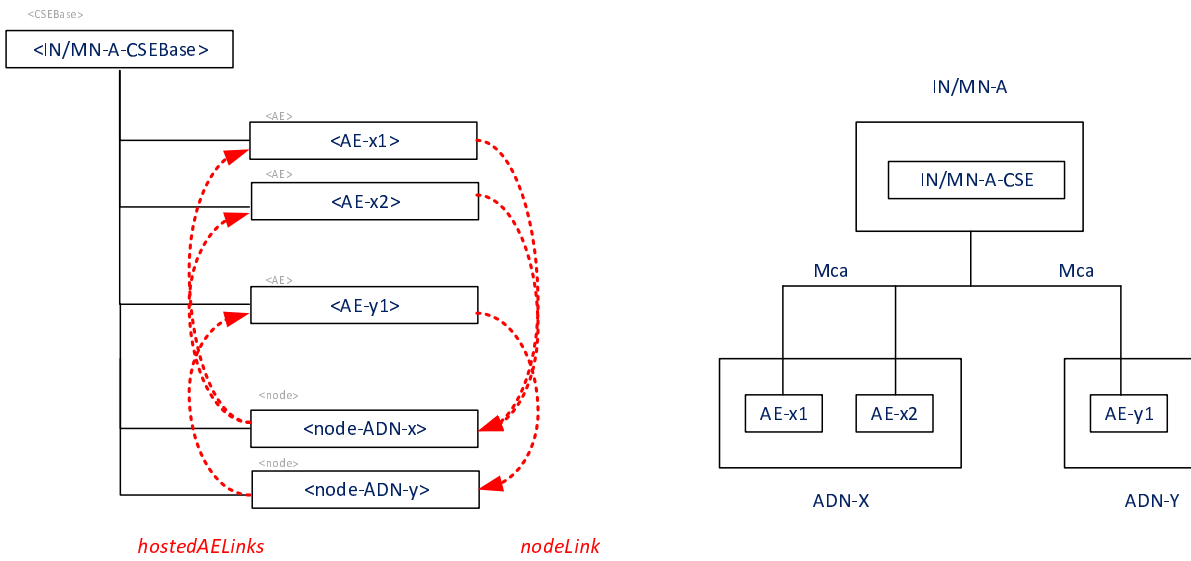 <CSEBase>
<IN/MN-A-CSEBase>
<AE>
<AE-x1>
<AE>
<AE-x2>
<AE>
<AE-y1>
<node>
<node-ADN-x>
<node>
<node-ADN-y>
hostedAELinks
nodeLink
IN/MN-A
IN/MN-A-CSE
Mca
Mca
AE-x1
AE-x2
AE-y1
ADN-X
ADN-Y